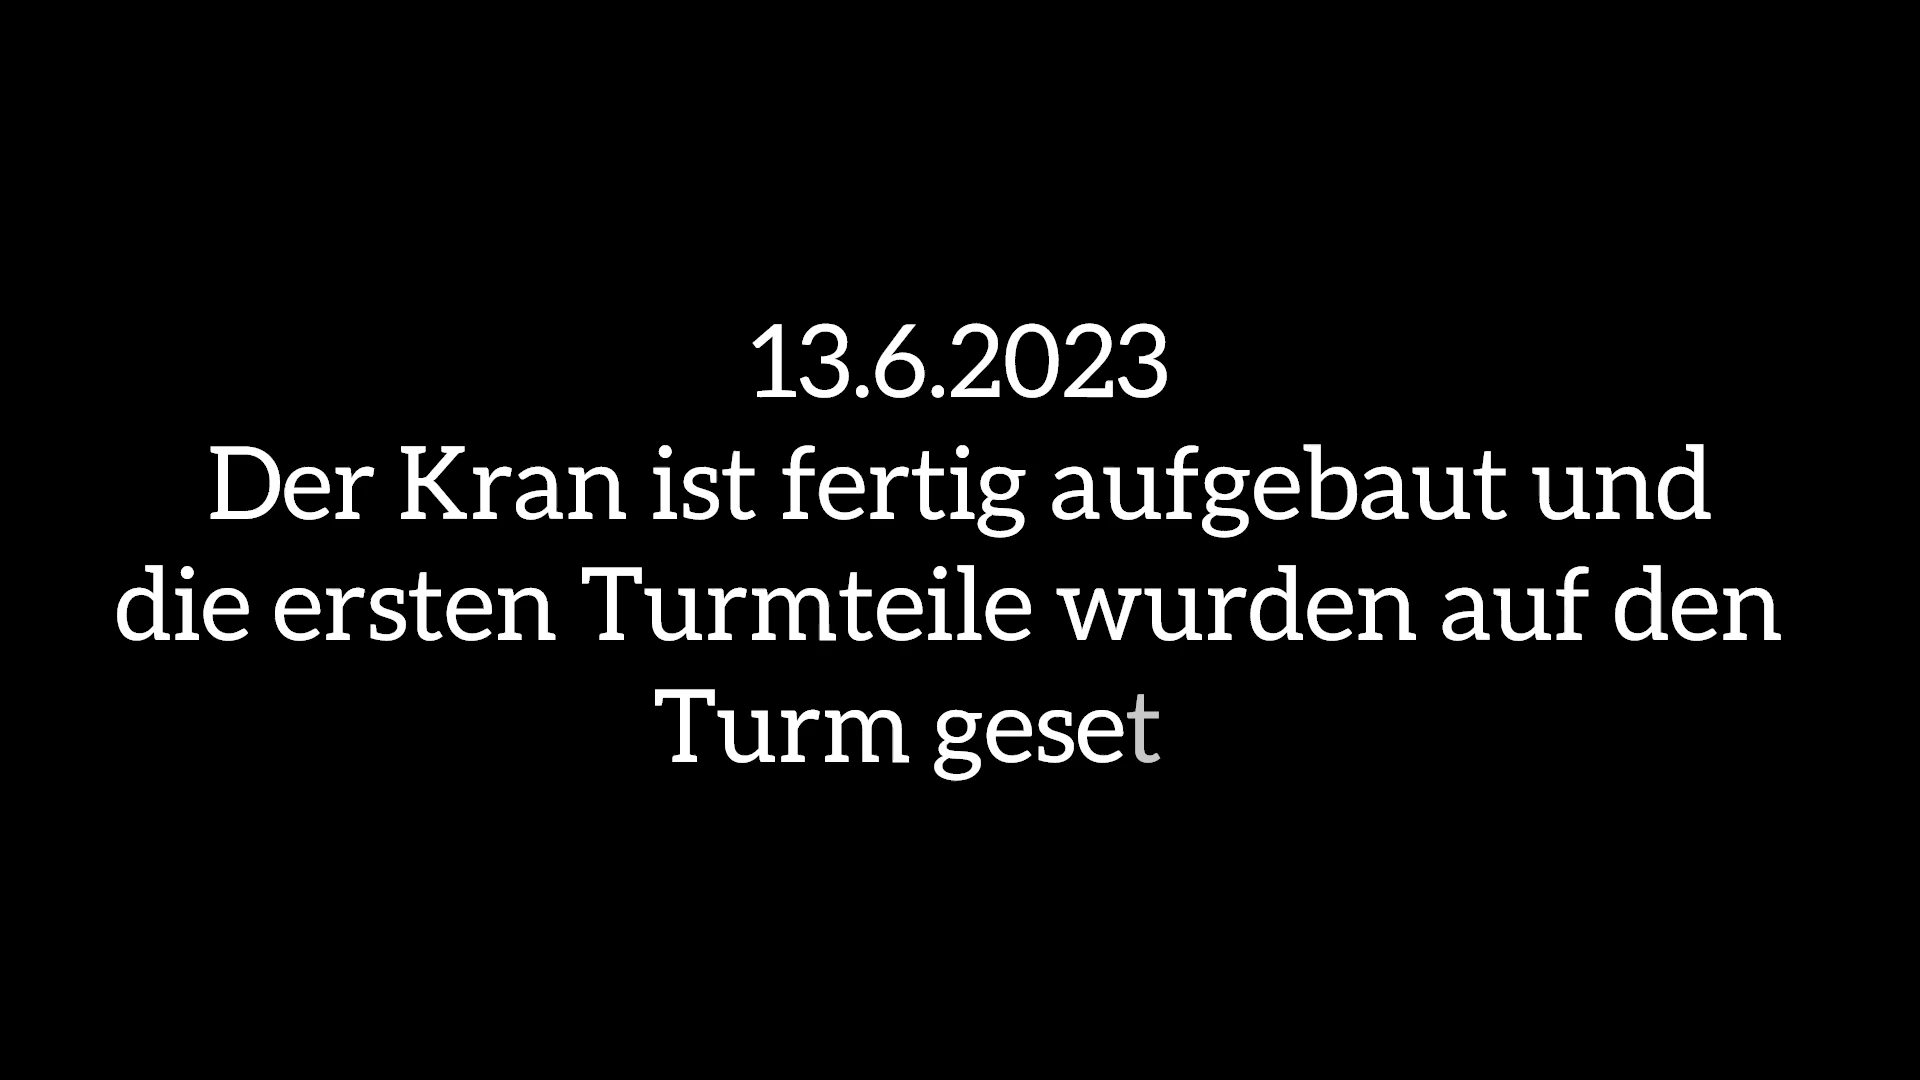 13.6.2023
Der Kran ist fertig aufgebaut und
die ersten Turmteile wurden auf den
Turm geset